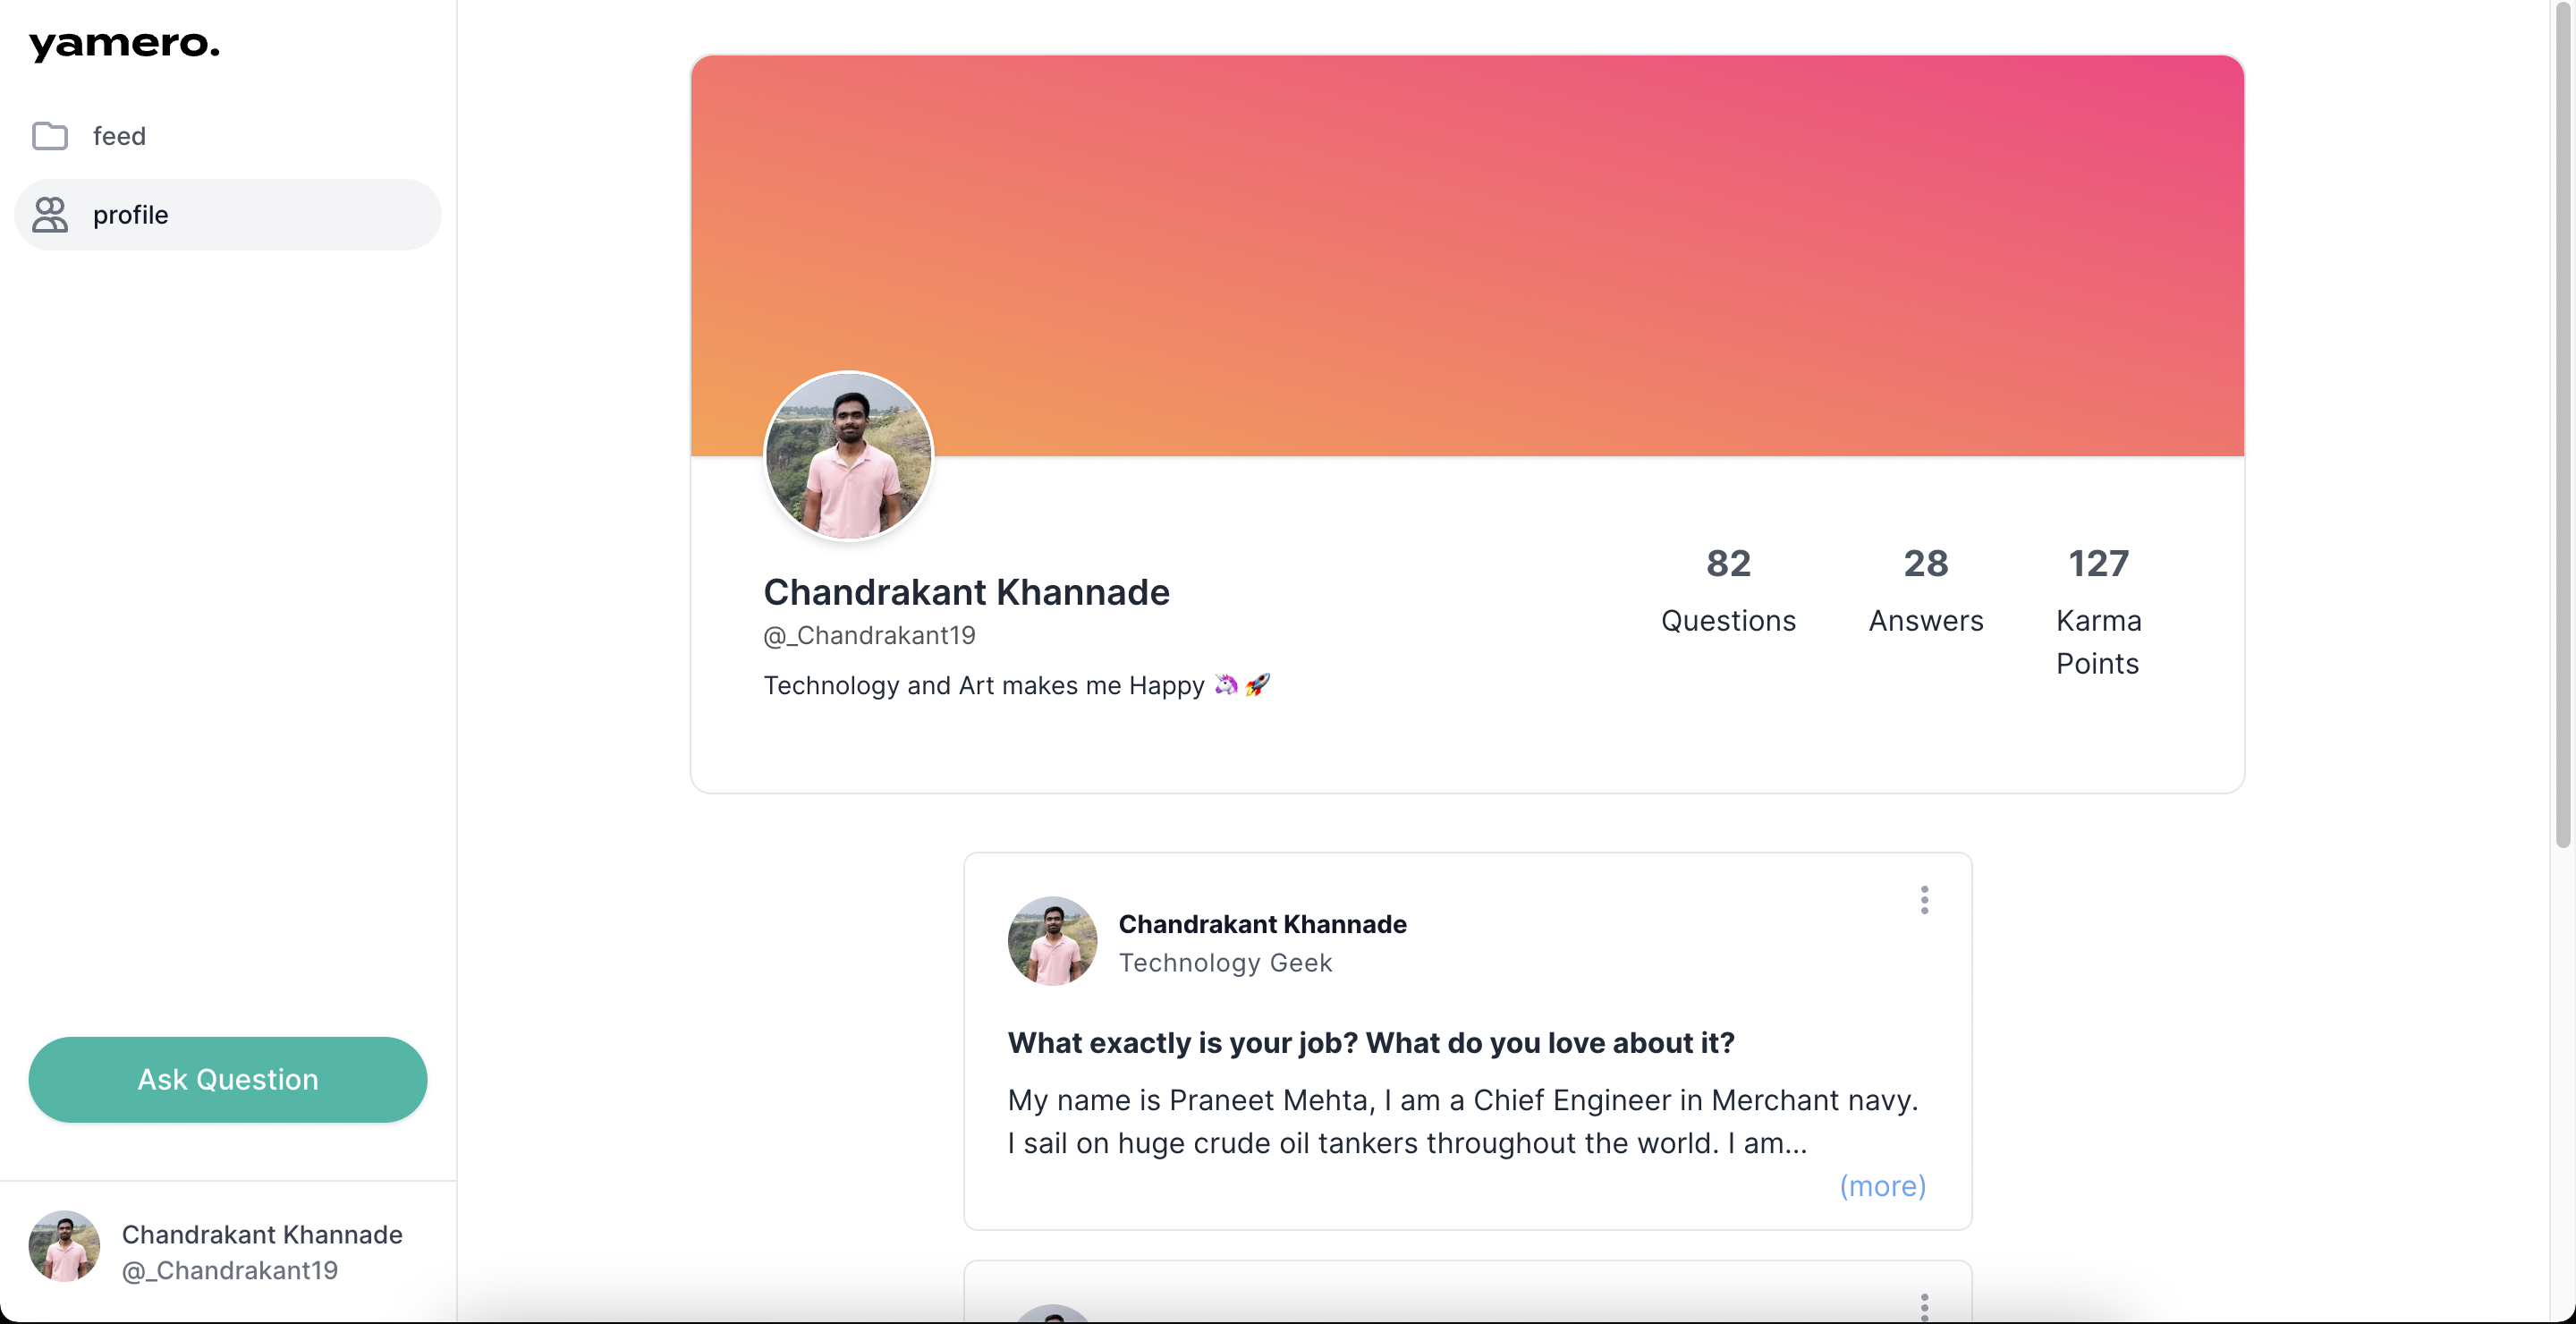 yamero.
feed
profile
Chandrakant Khannade
@_Chandrakant19
Technology and Art makes me Happy 🦄 🚀
82
Questions
28
Answers
127
Karma
Points
Chandrakant Khannade
Technology Geek
What exactly is your job? What do you love about it?
My name is Praneet Mehta, I am a Chief Engineer in Merchant navy.
I sail on huge crude oil tankers throughout the world. I am...
(more)
Ask Question
Chandrakant Khannade
@_Chandrakant19